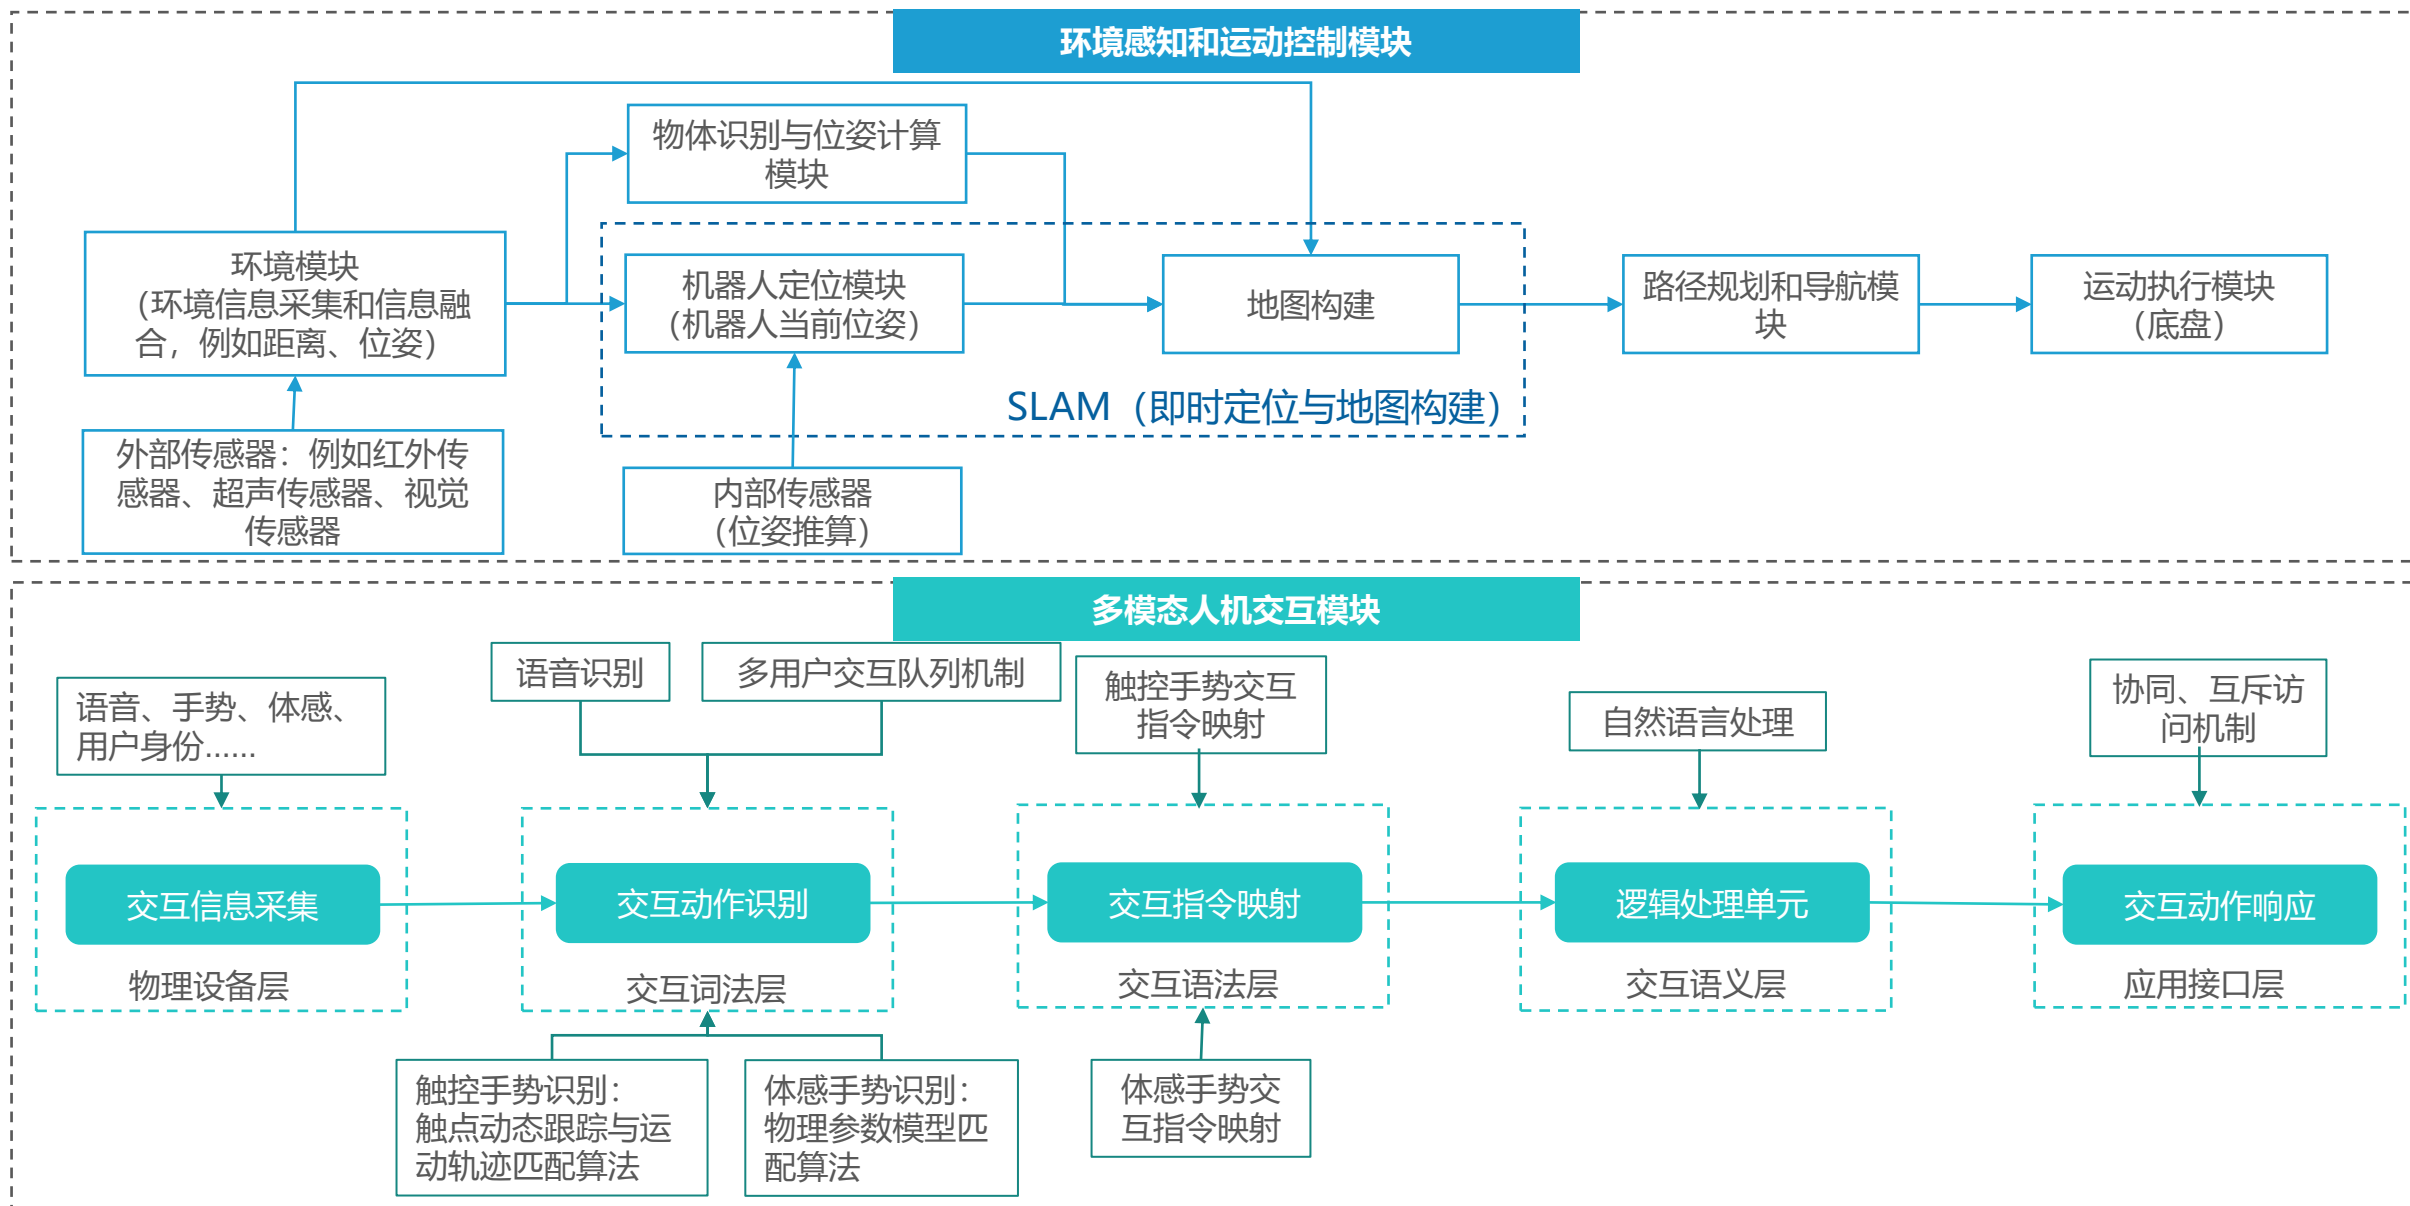 环境感知和运动控制模块
物体识别与位姿计算
模块
环境模块
（环境信息采集和信息融
合，例如距离、位姿）
机器人定位模块
（机器人当前位姿）
地图构建
路径规划和导航模
块
运动执行模块
（底盘）
SLAM（即时定位与地图构建）
外部传感器：例如红外传
感器、超声传感器、视觉
传感器
内部传感器
（位姿推算）
多模态人机交互模块
语音、手势、体感、
用户身份……
语音识别
多用户交互队列机制
触控手势交互
指令映射
自然语言处理
协同、互斥访
问机制
交互信息采集
物理设备层
交互动作识别
交互词法层
交互指令映射
交互语法层
逻辑处理单元
交互语义层
交互动作响应
应用接口层
触控手势识别：
触点动态跟踪与运
动轨迹匹配算法
体感手势识别：
物理参数模型匹
配算法
体感手势交
互指令映射